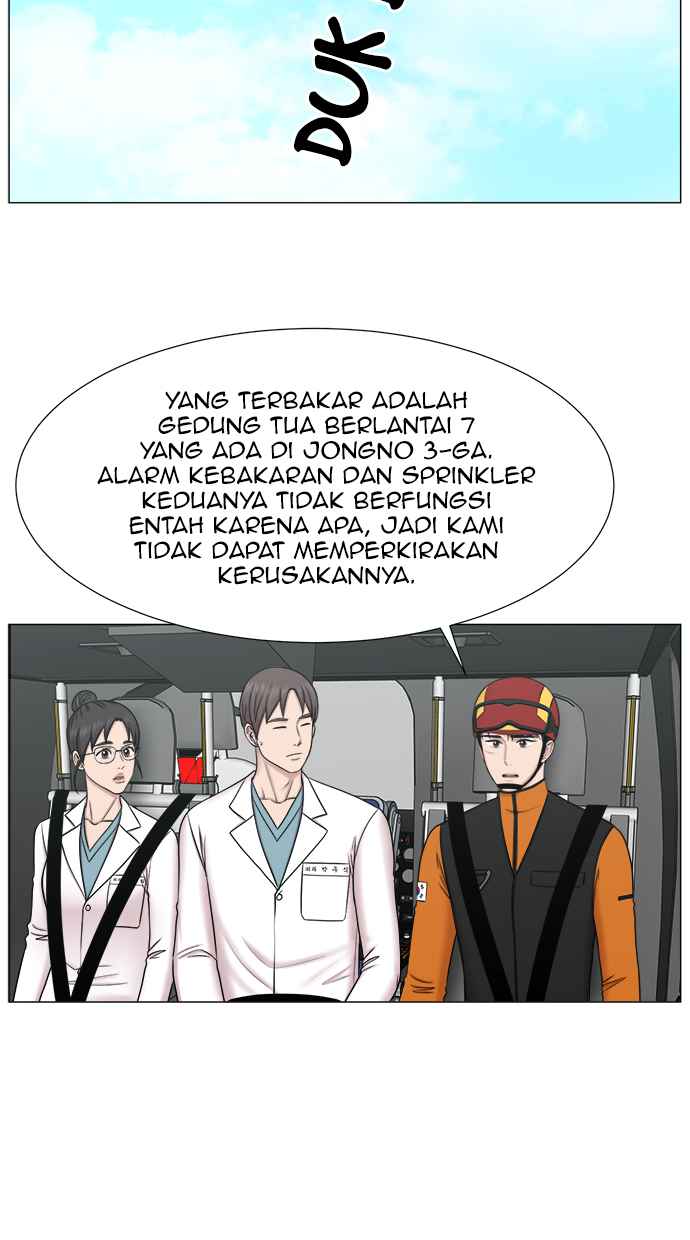 DUK
YANG TERBAKAR ADALAH
GEDUNG TUA BERLANTAI 7
YANG ADA DI JONGNO 3-GA.
ALARM KEBAKARAN DAN SPRINKLER
KEDUANYA TIDAK BERFUNGSI
ENTAH KARENA APA, JADI KAMI
TIDAK DAPAT MEMPERKIRAKAN
KERUSAKANNYA.